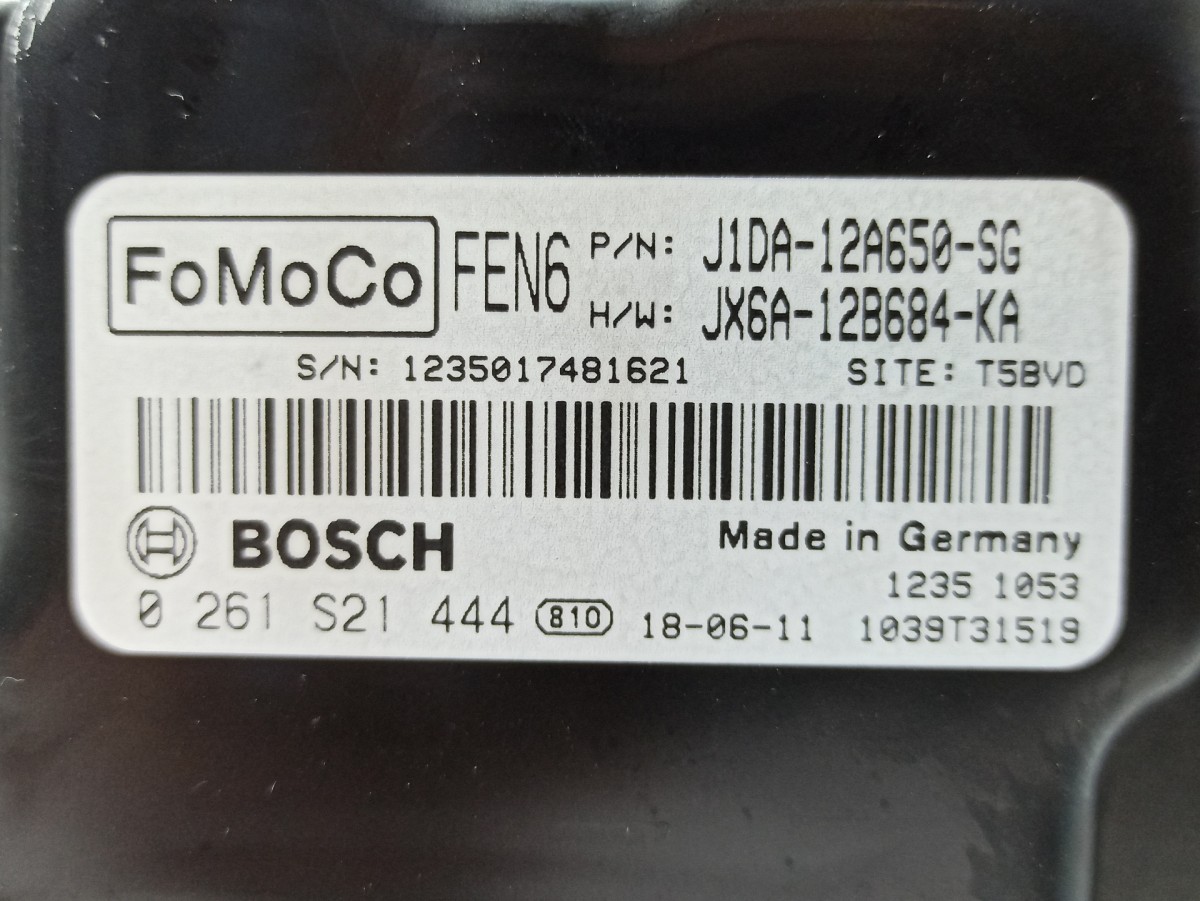 FoMoCo FEN6 P/N: J1DA-12A650-SG
H/W: JX6A-12B684-KA
S/N: 1235017481621 SITE: T5BVD
BOSCH Made in Germany
1235 1053
0 261 S21 444 810 18-06-11 1039T31519